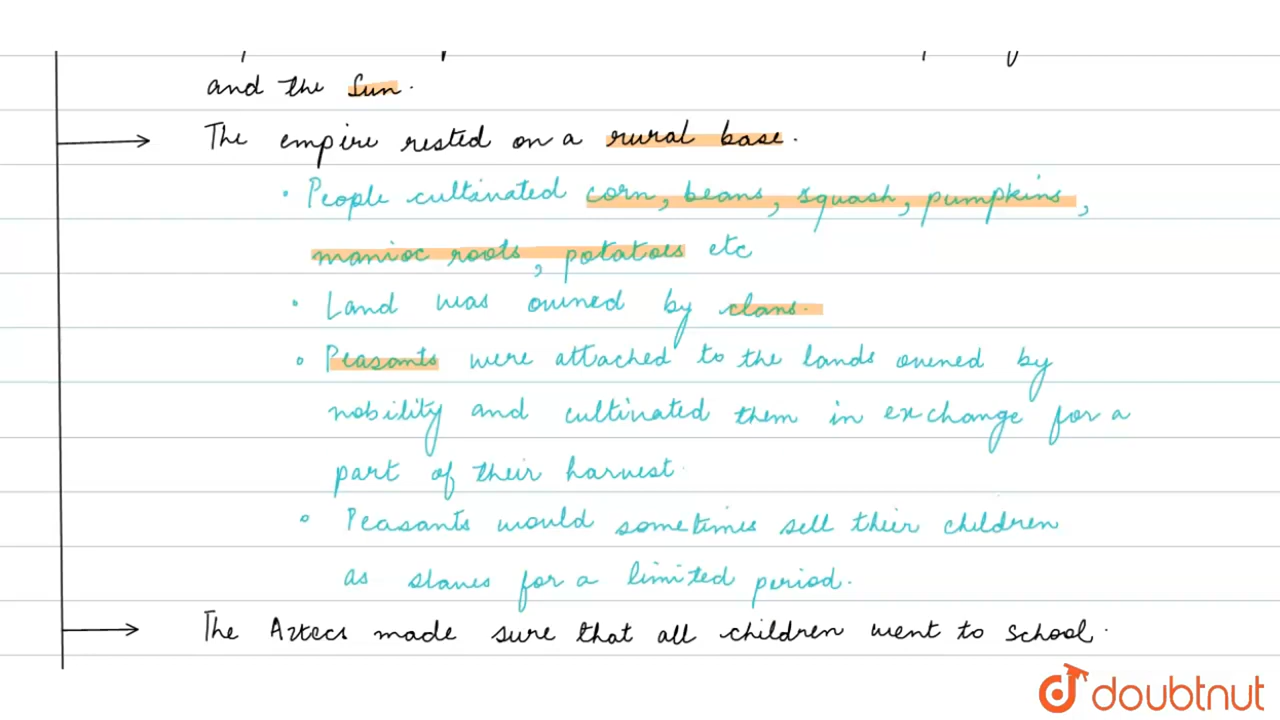 and the Sun.
The empire rested on a rural base.
• People cultivated corn, beans, squash, pumpkins,
manioc roots, potatoes etc
• Land was owned by clans.
• Peasants were attached to the lands owned by
nobility and cultivated them in exchange for a
part of their harvest.
• Peasants would sometimes sell their children
as slaves for a limited period.
The Aztecs made sure that all children went to school.
doubtnut